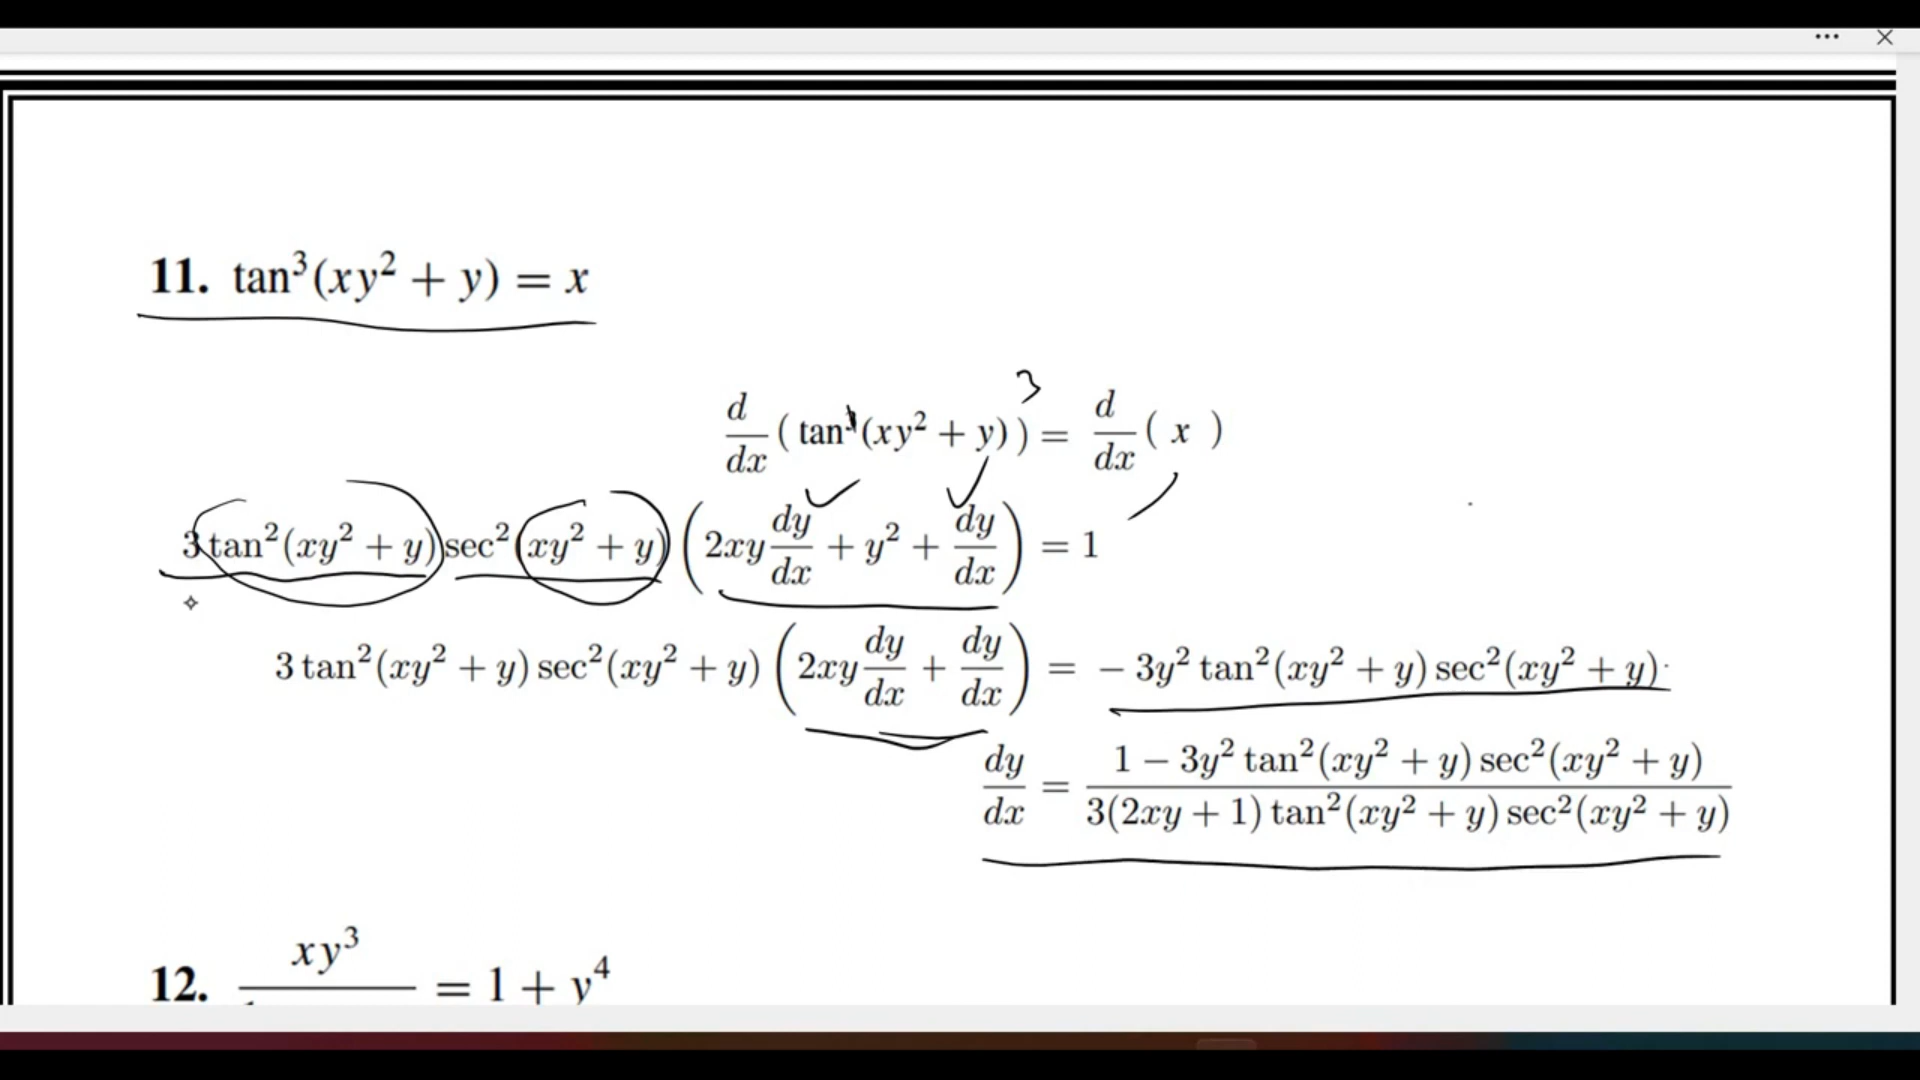 11. tan³(xy² + y) = x
3
d/dx ( tan¹(xy² + y) ) = d/dx ( x )
3 tan²(xy² + y) sec²(xy² + y) (2xy dy/dx + y² + dy/dx) = 1
3 tan²(xy² + y) sec²(xy² + y) (2xy dy/dx + dy/dx) = − 3y² tan²(xy² + y) sec²(xy² + y)
dy/dx = 1 − 3y² tan²(xy² + y) sec²(xy² + y) / 3(2xy + 1) tan²(xy² + y) sec²(xy² + y)
12. xy³ / = 1 + y⁴